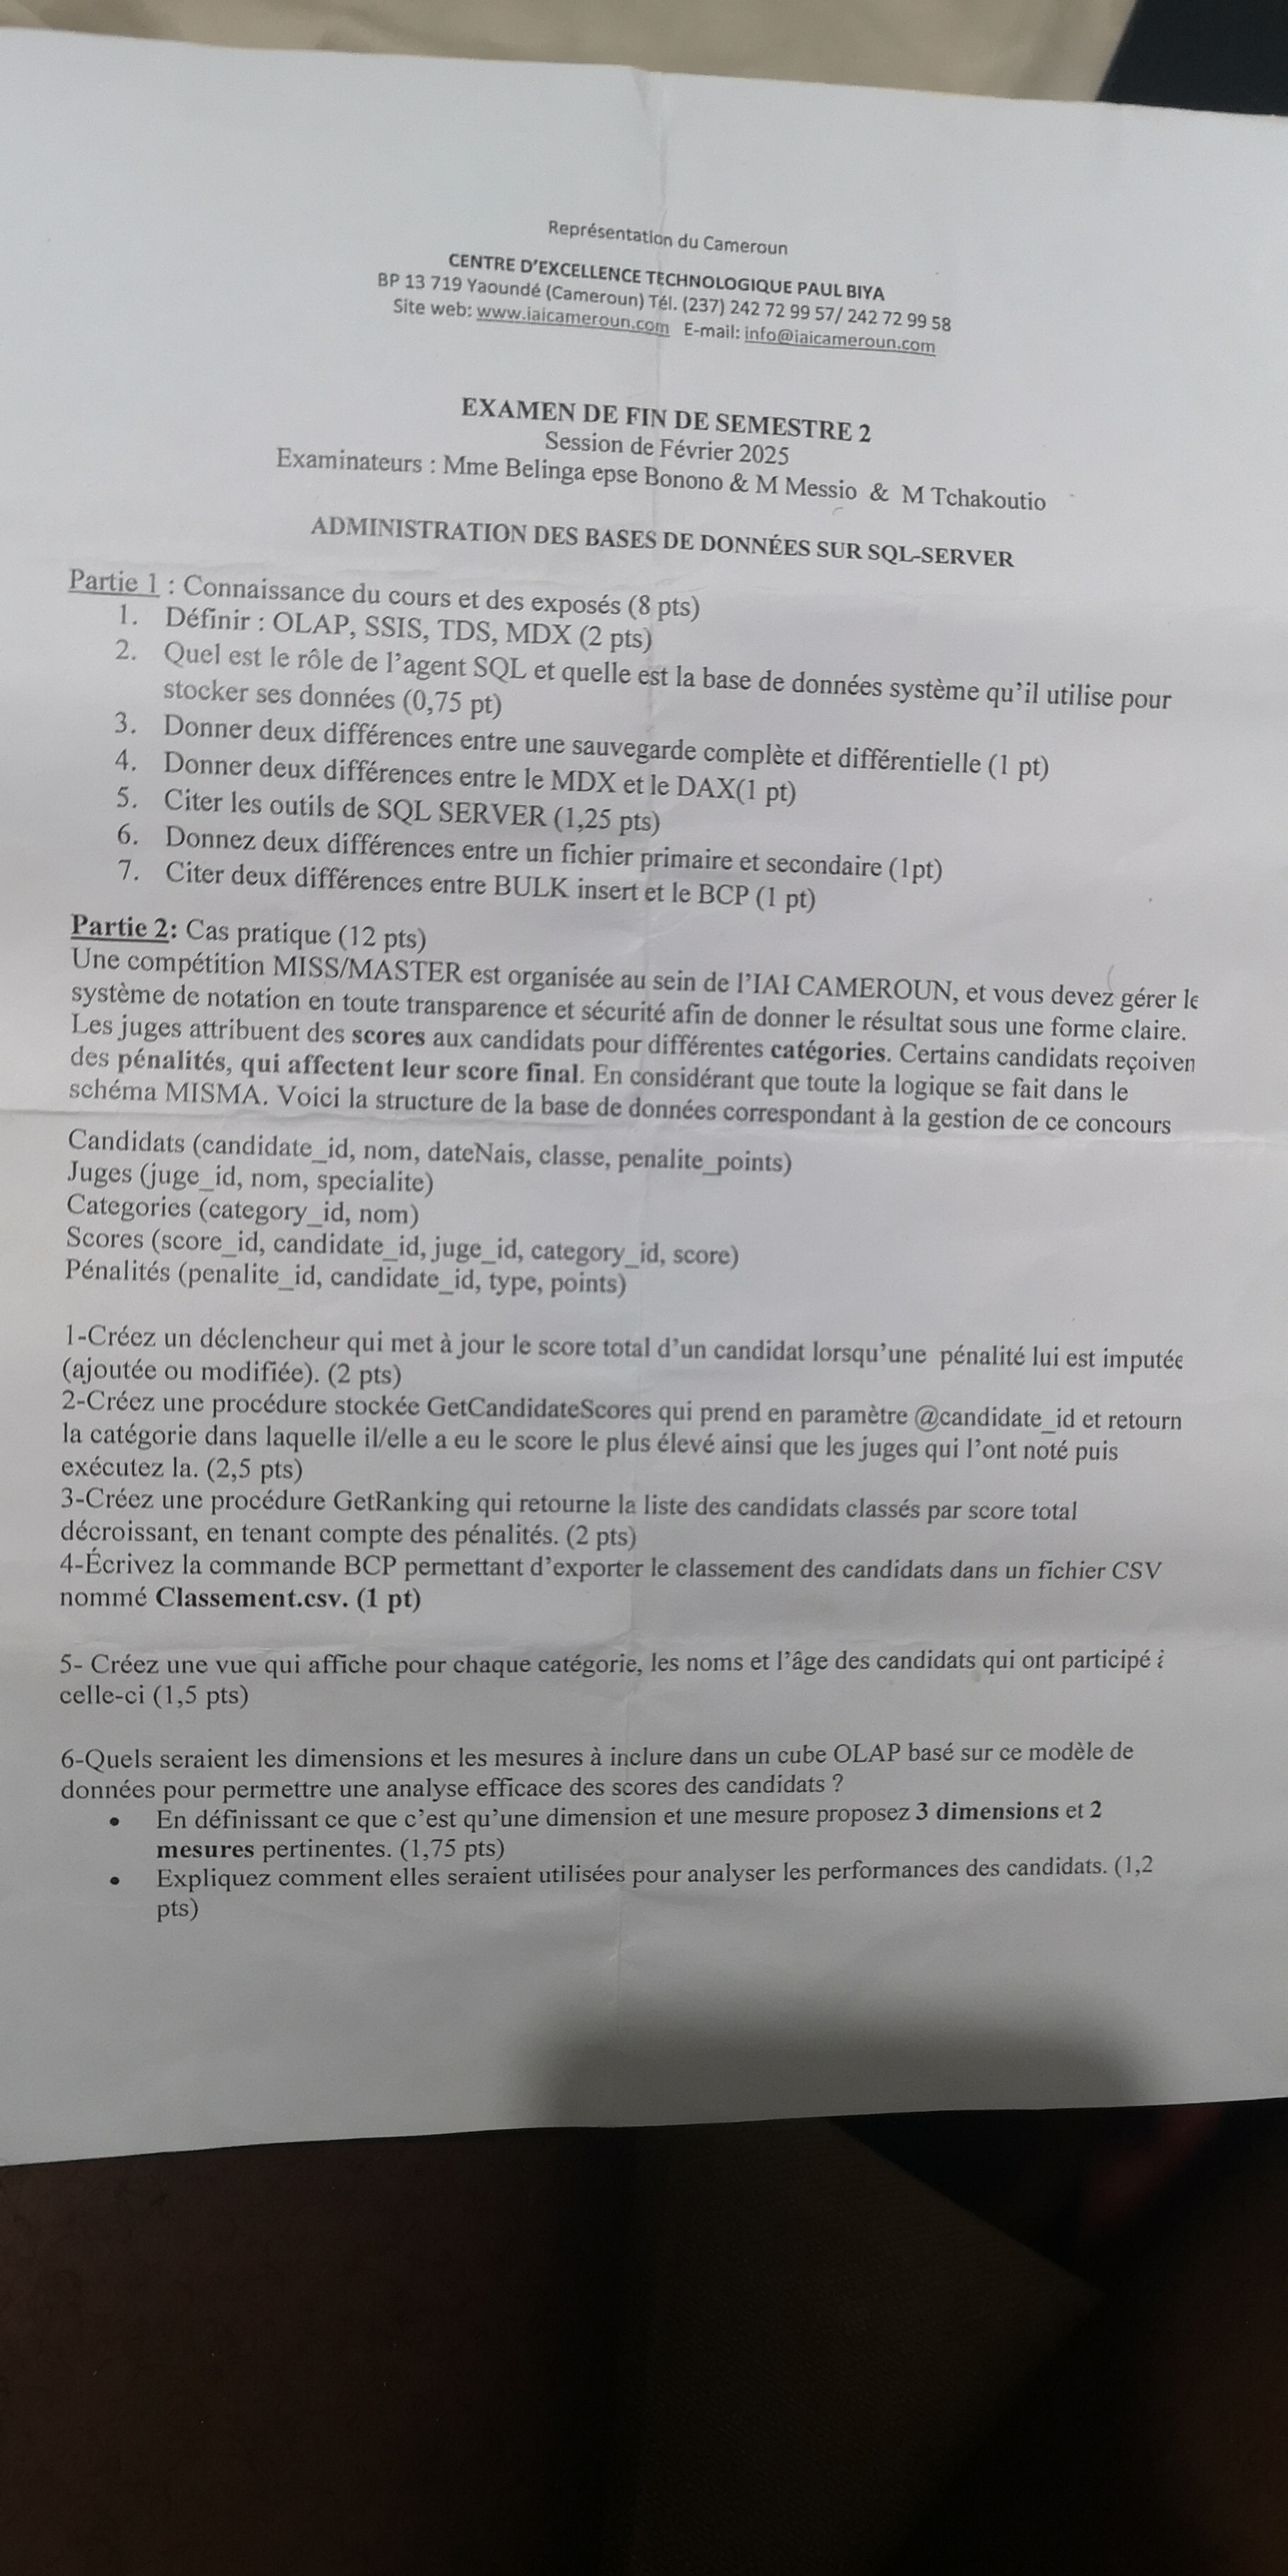 Représentation du Cameroun
CENTRE D'EXCELLENCE TECHNOLOGIQUE PAUL BIYA
BP 13 719 Yaoundé (Cameroun) Tél. (237) 242 72 99 57/ 242 72 99 58
Site web: www.iaicameroun.com E-mail: info@iaicameroun.com
EXAMEN DE FIN DE SEMESTRE 2
Session de Février 2025
Examinateurs : Mme Belinga epse Bonono & M Messio & M Tchakoutio
ADMINISTRATION DES BASES DE DONNÉES SUR SQL-SERVER
Partie 1 : Connaissance du cours et des exposés (8 pts)
1. Définir : OLAP, SSIS, TDS, MDX (2 pts)
2. Quel est le rôle de l'agent SQL et quelle est la base de données système qu'il utilise pour
stocker ses données (0,75 pt)
3. Donner deux différences entre une sauvegarde complète et différentielle (1 pt)
4. Donner deux différences entre le MDX et le DAX(1 pt)
5. Citer les outils de SQL SERVER (1,25 pts)
6. Donnez deux différences entre un fichier primaire et secondaire (1pt)
7. Citer deux différences entre BULK insert et le BCP (1 pt)
Partie 2: Cas pratique (12 pts)
Une compétition MISS/MASTER est organisée au sein de l'IAI CAMEROUN, et vous devez gérer le
système de notation en toute transparence et sécurité afin de donner le résultat sous une forme claire.
Les juges attribuent des scores aux candidats pour différentes catégories. Certains candidats reçoiven
des pénalités, qui affectent leur score final. En considérant que toute la logique se fait dans le
schéma MISMA. Voici la structure de la base de données correspondant à la gestion de ce concours
Candidats (candidate_id, nom, dateNais, classe, penalite_points)
Juges (juge_id, nom, specialite)
Categories (category_id, nom)
Scores (score_id, candidate_id, juge_id, category_id, score)
Pénalités (penalite_id, candidate_id, type, points)
1-Créez un déclencheur qui met à jour le score total d'un candidat lorsqu'une pénalité lui est imputée
(ajoutée ou modifiée). (2 pts)
2-Créez une procédure stockée GetCandidateScores qui prend en paramètre @candidate_id et retourn
la catégorie dans laquelle il/elle a eu le score le plus élevé ainsi que les juges qui l'ont noté puis
exécutez la. (2,5 pts)
3-Créez une procédure GetRanking qui retourne la liste des candidats classés par score total
décroissant, en tenant compte des pénalités. (2 pts)
4-Écrivez la commande BCP permettant d'exporter le classement des candidats dans un fichier CSV
nommé Classement.csv. (1 pt)
5- Créez une vue qui affiche pour chaque catégorie, les noms et l'âge des candidats qui ont participé à
celle-ci (1,5 pts)
6-Quels seraient les dimensions et les mesures à inclure dans un cube OLAP basé sur ce modèle de
données pour permettre une analyse efficace des scores des candidats ?
• En définissant ce que c'est qu'une dimension et une mesure proposez 3 dimensions et 2
mesures pertinentes. (1,75 pts)
• Expliquez comment elles seraient utilisées pour analyser les performances des candidats. (1,2
pts)